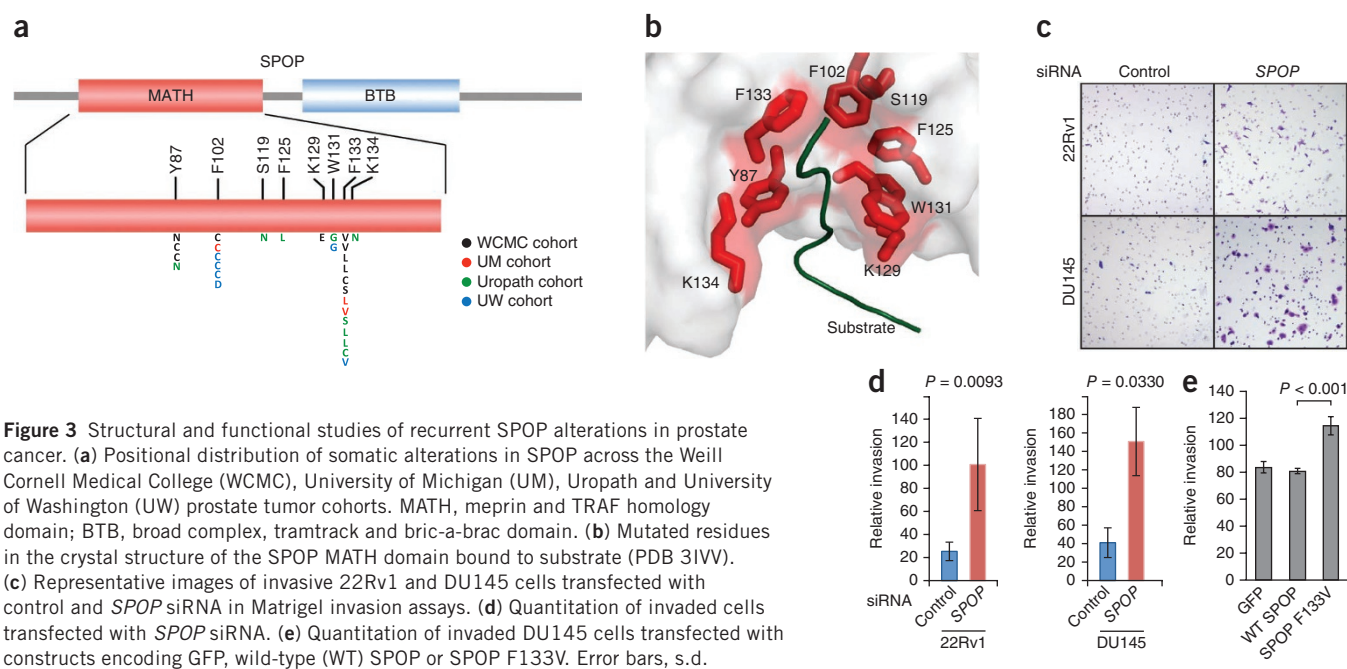 a
SPOP
MATH
BTB
Y87
F102
S119
F125
K129
W131
F133
K134
N
C
C
N
C
C
C
C
C
D
N
L
E
G
G
V
V
L
L
C
S
L
V
S
L
L
C
V
N
WCMC cohort
UM cohort
Uropath cohort
UW cohort
b
F102
F133
S119
F125
Y87
W131
K134
K129
Substrate
c
siRNA Control SPOP
22Rv1
DU145
d
P = 0.0093
Relative invasion
140
120
100
80
60
40
20
0
siRNA
Control
SPOP
22Rv1
P = 0.0330
Relative invasion
180
160
140
120
100
80
60
40
20
0
Control
SPOP
DU145
e
P < 0.001
Relative invasion
140
120
100
80
60
40
20
0
GFP
WT SPOP
SPOP F133V
Figure 3 Structural and functional studies of recurrent SPOP alterations in prostate
cancer. (a) Positional distribution of somatic alterations in SPOP across the Weill
Cornell Medical College (WCMC), University of Michigan (UM), Uropath and University
of Washington (UW) prostate tumor cohorts. MATH, meprin and TRAF homology
domain; BTB, broad complex, tramtrack and bric-a-brac domain. (b) Mutated residues
in the crystal structure of the SPOP MATH domain bound to substrate (PDB 3IVV).
(c) Representative images of invasive 22Rv1 and DU145 cells transfected with
control and SPOP siRNA in Matrigel invasion assays. (d) Quantitation of invaded cells
transfected with SPOP siRNA. (e) Quantitation of invaded DU145 cells transfected with
constructs encoding GFP, wild-type (WT) SPOP or SPOP F133V. Error bars, s.d.